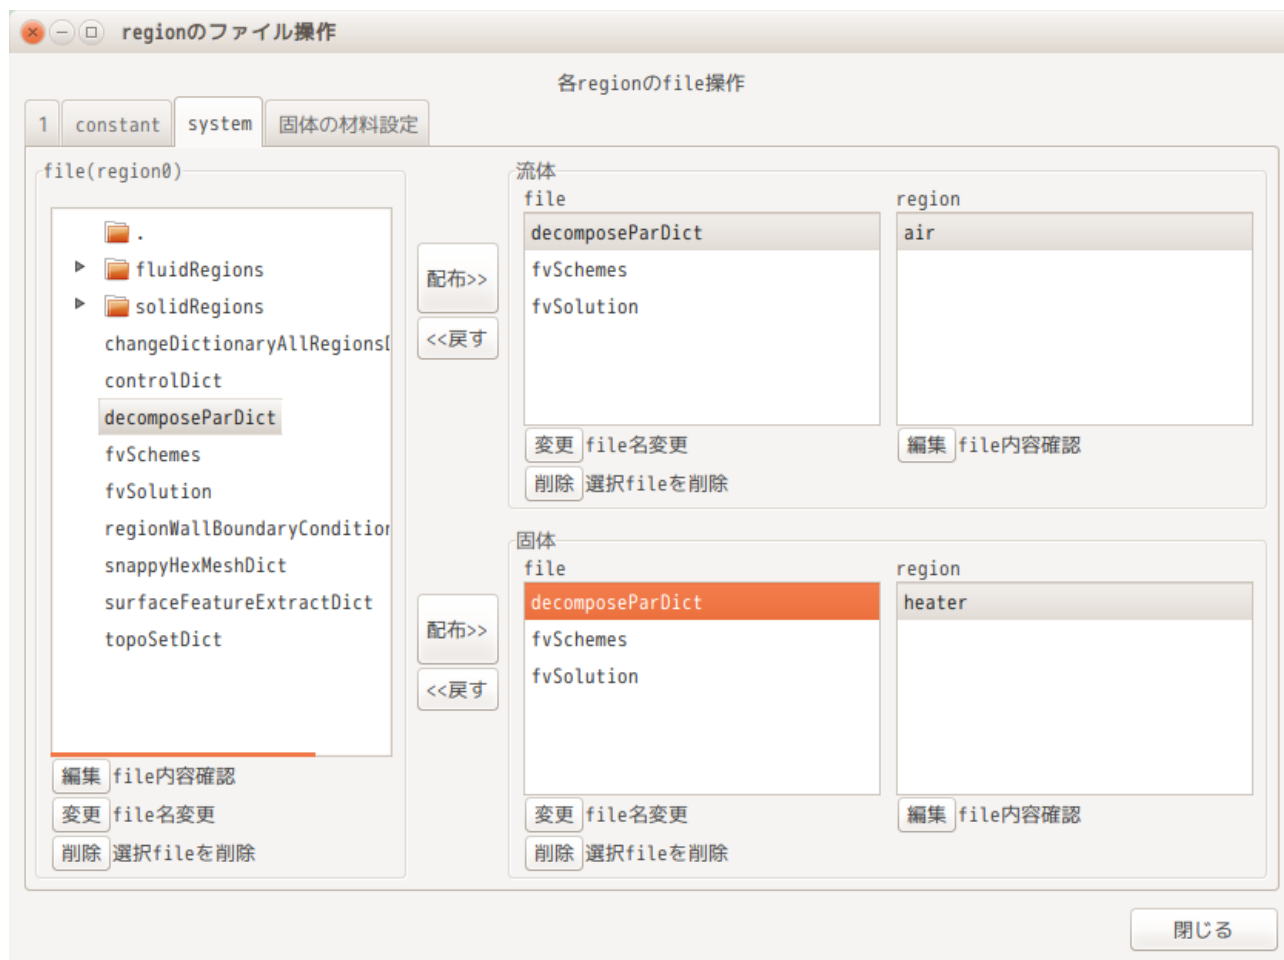 regionのファイル操作
各regionのfile操作
1 constant system 固体の材料設定
file(region0)
.
fluidRegions
solidRegions
changeDictionaryAllRegions
controlDict
decomposeParDict
fvSchemes
fvSolution
regionWallBoundaryCondition
snappyHexMeshDict
surfaceFeatureExtractDict
topoSetDict
編集 file内容確認
変更 file名変更
削除 選択fileを削除
配布>>
<<戻す
配布>>
<<戻す
流体
file
decomposeParDict
fvSchemes
fvSolution
変更 file名変更
削除 選択fileを削除
region
air
編集 file内容確認
固体
file
decomposeParDict
fvSchemes
fvSolution
変更 file名変更
削除 選択fileを削除
region
heater
編集 file内容確認
閉じる